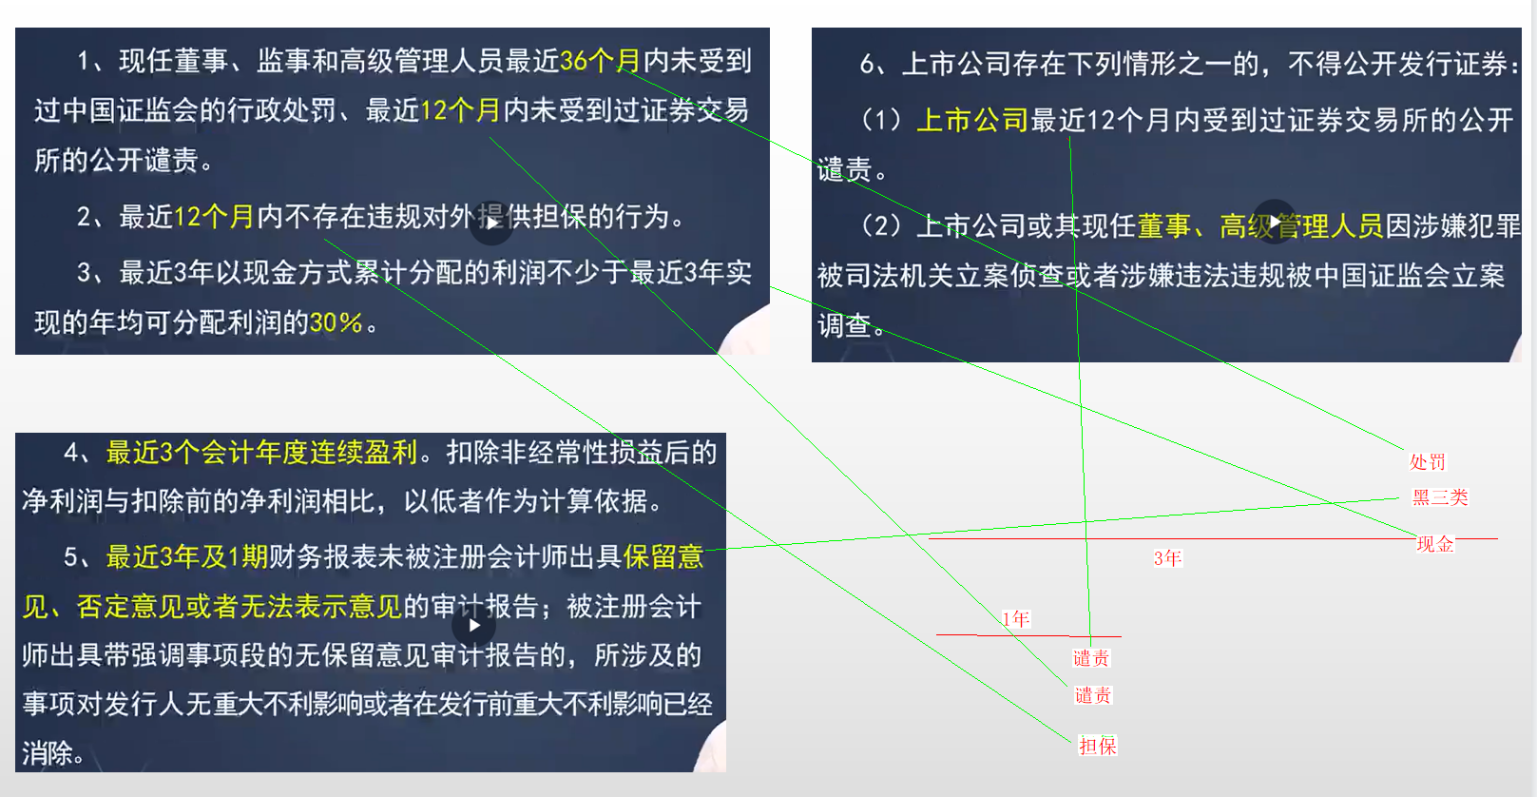 1、现任董事、监事和高级管理人员最近36个月内未受到
过中国证监会的行政处罚、最近12个月内未受到过证券交易
所的公开谴责。
2、最近12个月内不存在违规对外提供担保的行为。
3、最近3年以现金方式累计分配的利润不少于最近3年实
现的年均可分配利润的30%。
6、上市公司存在下列情形之一的，不得公开发行证券：
（1）上市公司最近12个月内受到过证券交易所的公开
谴责。
（2）上市公司或其现任董事、高级管理人员因涉嫌犯罪
被司法机关立案侦查或者涉嫌违法违规被中国证监会立案
调查。
4、最近3个会计年度连续盈利。扣除非经常性损益后的
净利润与扣除前的净利润相比，以低者作为计算依据。
5、最近3年及1期财务报表未被注册会计师出具保留意
见、否定意见或者无法表示意见的审计报告；被注册会计
师出具带强调事项段的无保留意见审计报告的，所涉及的
事项对发行人无重大不利影响或者在发行前重大不利影响已经
消除。
处罚
黑三类
现金
3年
1年
谴责
谴责
担保